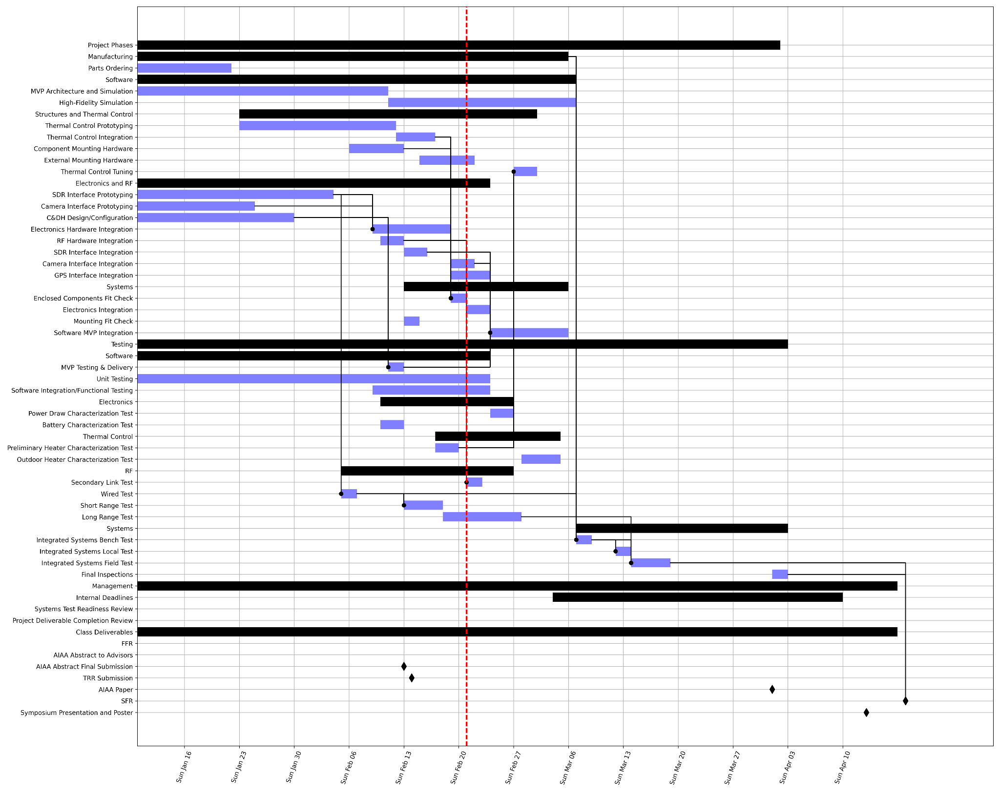 Project Phases
Manufacturing
Parts Ordering
Software
MVP Architecture and Simulation
High-Fidelity Simulation
Structures and Thermal Control
Thermal Control Prototyping
Thermal Control Integration
Component Mounting Hardware
External Mounting Hardware
Thermal Control Tuning
Electronics and RF
SDR Interface Prototyping
Camera Interface Prototyping
C&DH Design/Configuration
Electronics Hardware Integration
RF Hardware Integration
SDR Interface Integration
Camera Interface Integration
GPS Interface Integration
Systems
Enclosed Components Fit Check
Electronics Integration
Mounting Fit Check
Software MVP Integration
Testing
Software
MVP Testing & Delivery
Unit Testing
Software Integration/Functional Testing
Electronics
Power Draw Characterization Test
Battery Characterization Test
Thermal Control
Preliminary Heater Characterization Test
Outdoor Heater Characterization Test
RF
Secondary Link Test
Wired Test
Short Range Test
Long Range Test
Systems
Integrated Systems Bench Test
Integrated Systems Local Test
Integrated Systems Field Test
Final Inspections
Management
Internal Deadlines
Systems Test Readiness Review
Project Deliverable Completion Review
Class Deliverables
FFR
AIAA Abstract to Advisors
AIAA Abstract Final Submission
TRR Submission
AIAA Paper
SFR
Symposium Presentation and Poster
Sun Jan 16
Sun Jan 23
Sun Jan 30
Sun Feb 06
Sun Feb 13
Sun Feb 20
Sun Feb 27
Sun Mar 06
Sun Mar 13
Sun Mar 20
Sun Mar 27
Sun Apr 03
Sun Apr 10